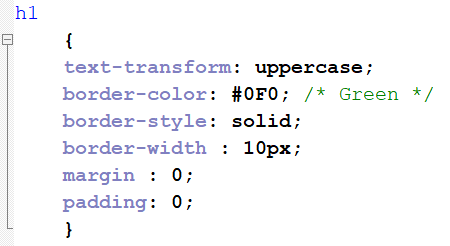 h1
{
text-transform: uppercase;
border-color: #0F0; /* Green */
border-style: solid;
border-width : 10px;
margin : 0;
padding: 0;
}